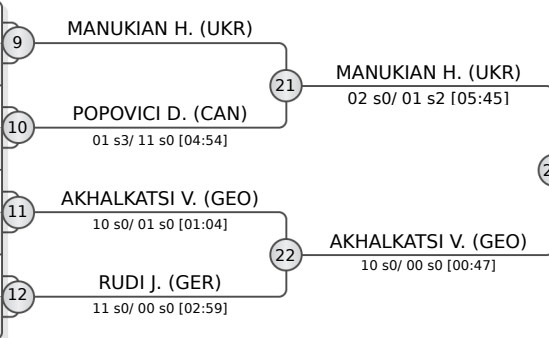 MANUKIAN H. (UKR)
9
POPOVICI D. (CAN)
10
01 s3/ 11 s0 [04:54]
21
MANUKIAN H. (UKR)
02 s0/ 01 s2 [05:45]
AKHALKATSI V. (GEO)
11
10 s0/ 01 s0 [01:04]
RUDI J. (GER)
12
11 s0/ 00 s0 [02:59]
22
AKHALKATSI V. (GEO)
10 s0/ 00 s0 [00:47]